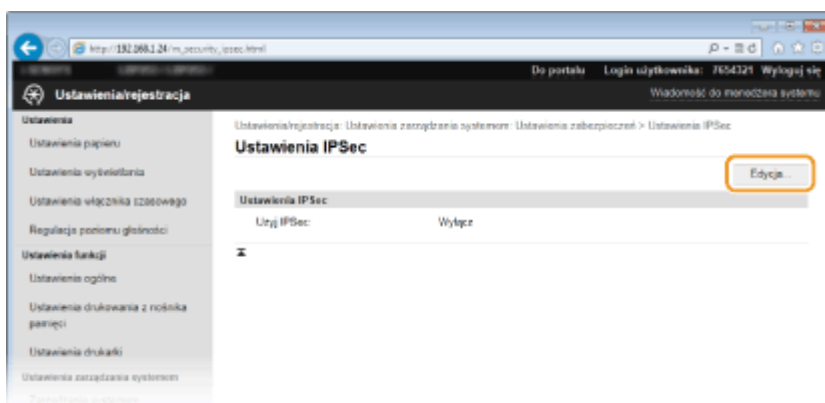 http://192.168.1.24/m_security_ipsec.html
Do portalu Login użytkownika: 7654321 Wyloguj się
Ustawienia/rejestracja
Wiadomość do menedżera systemu
Ustawienia
Ustawienia papieru
Ustawienia wyświetlania
Ustawienia włącznika czasowego
Regulacja poziomu głośności
Ustawienia funkcji
Ustawienia ogólne
Ustawienia drukowania z nośnika
pamięci
Ustawienia drukarki
Ustawienia zarządzania systemem
Ustawienia/rejestracja: Ustawienia zarządzania systemem: Ustawienia zabezpieczeń > Ustawienia IPSec
Ustawienia IPSec
Edycja...
Ustawienia IPSec
Użyj IPSec: Wyłącz